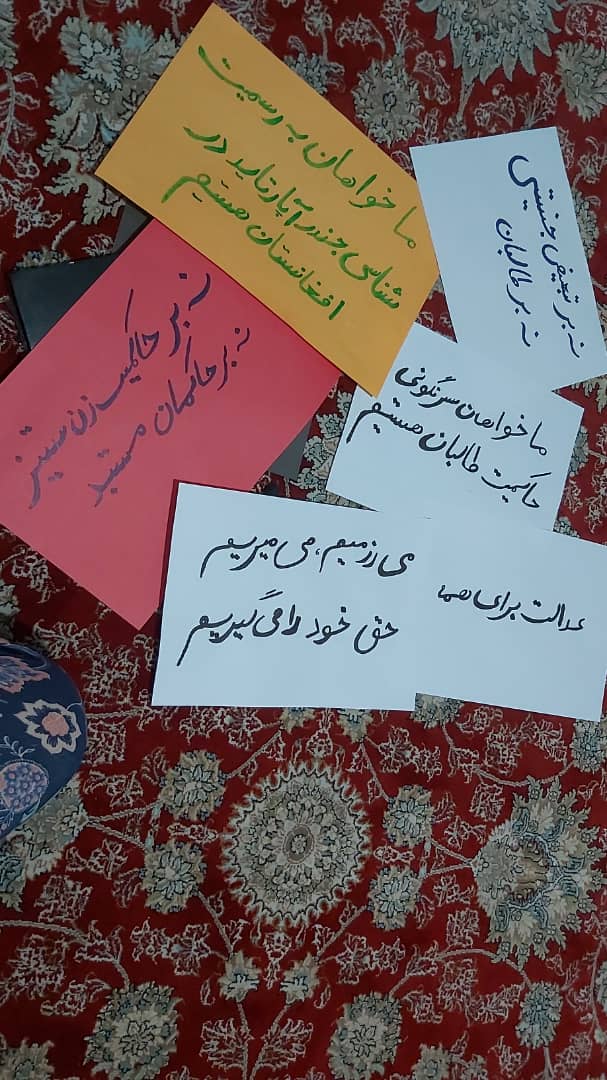 ما خواهان به رسمیت
شناسی جندر آپارتاید در
افغانستان هستیم
نه بر تبعیض جنسیتی
نه بر طالبان
نه بر حاکمیت زن ستیز
نه بر حاکمان مستبد
ما خواهان سرنگونی
حاکمیت طالبان هستیم
می رزمیم، می میریم
حق خود را می گیریم
عدالت برای هما